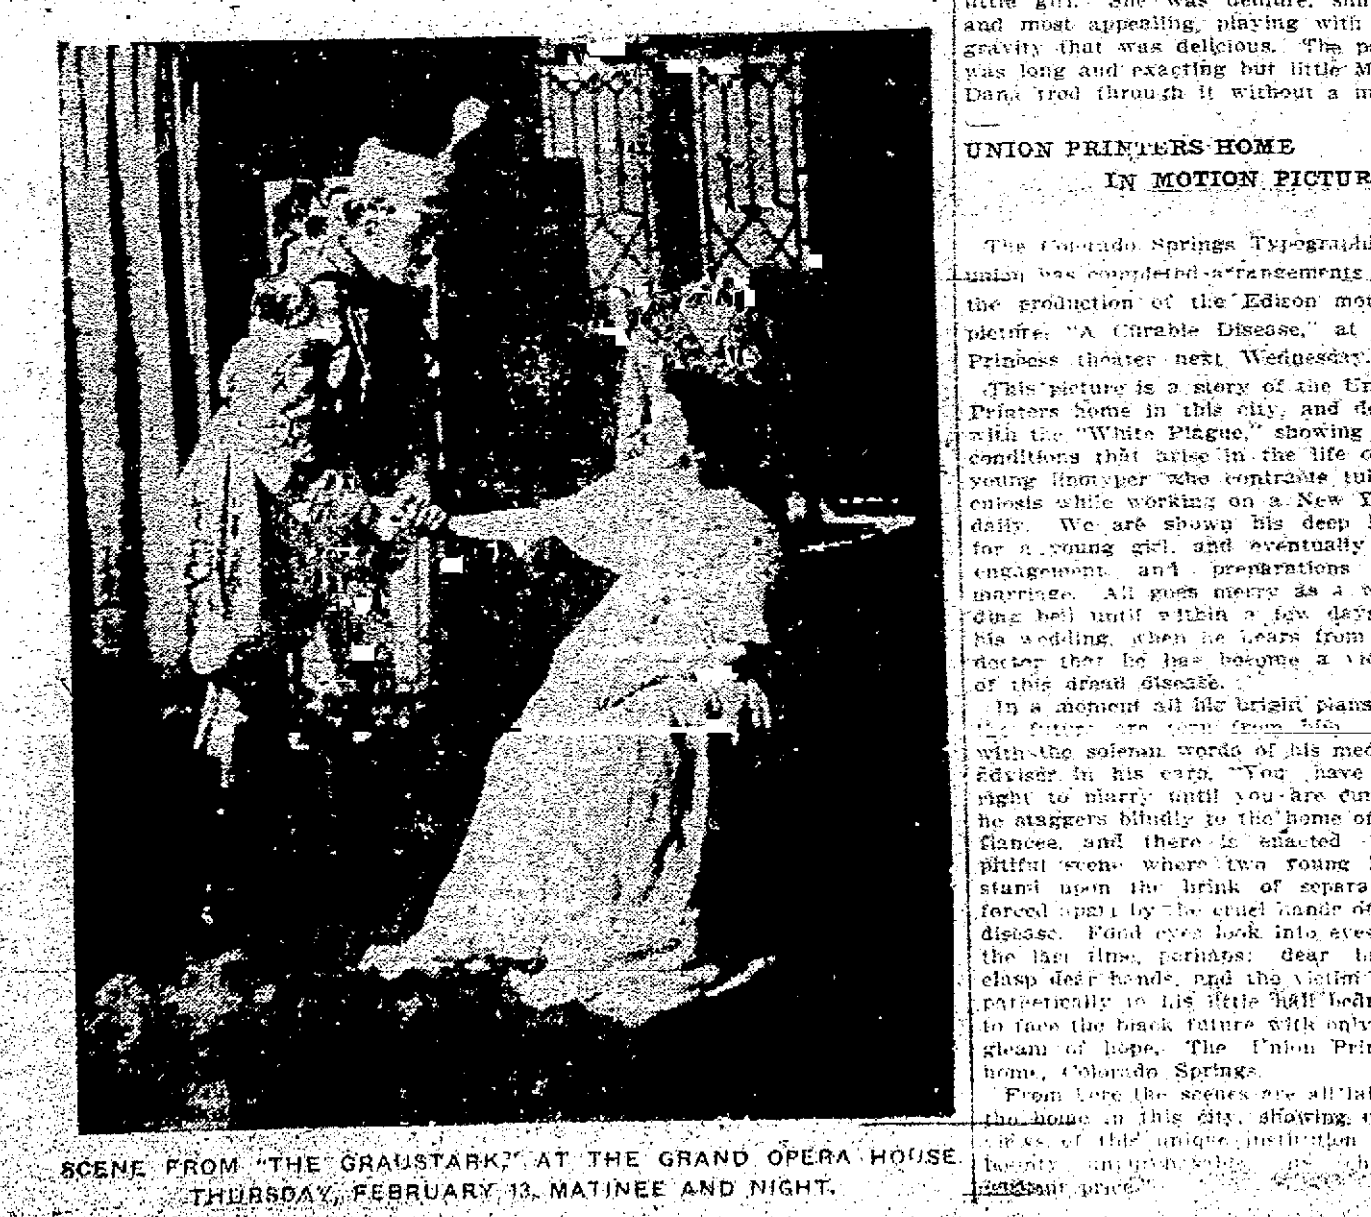 SCENE FROM "THE GRAUSTARK," AT THE GRAND OPERA HOUSE
THURSDAY, FEBRUARY 13, MATINEE AND NIGHT.
little girl. She was demure,
and most appealing, playing with
gravity that was delicious. The
was long and exacting but little
Dana trod through it without a
UNION PRINTERS HOME
IN MOTION PICTUR
The Colorado Springs Typographi
union has completed arrangements
the production of the Edison mo
picture, "A Curable Disease," at
Princess theater next Wednesday.
This picture is a story of the Un
Printers home in this city, and de
with the "White Plague," showing
conditions that arise in the life o
young linotyper who contracts tu
culosis while working on a New Y
daily. We are shown his deep
for a young girl, and eventually
engagement and preparations
marriage. All goes merry as a
ding bell until within a few days
his wedding, when he hears from
doctor that he has become a vic
of this dread disease.
In a moment all his bright plans
the future are torn from him
with the solemn words of his med
adviser in his ears, "You have
right to marry until you are cur
he staggers blindly to the home of
fiancee, and there is enacted
pitiful scene where two young
stand upon the brink of separa
forced apart by the cruel hands of
disease. Fond eyes look into eyes
the last time, perhaps; dear
clasp dear hands, and the victim
pathetically to his little hall bedr
to face the black future with only
gleam of hope, The Union Prin
home, Colorado Springs.
From here the scenes are all
the home in this city, showing
views of this unique institution